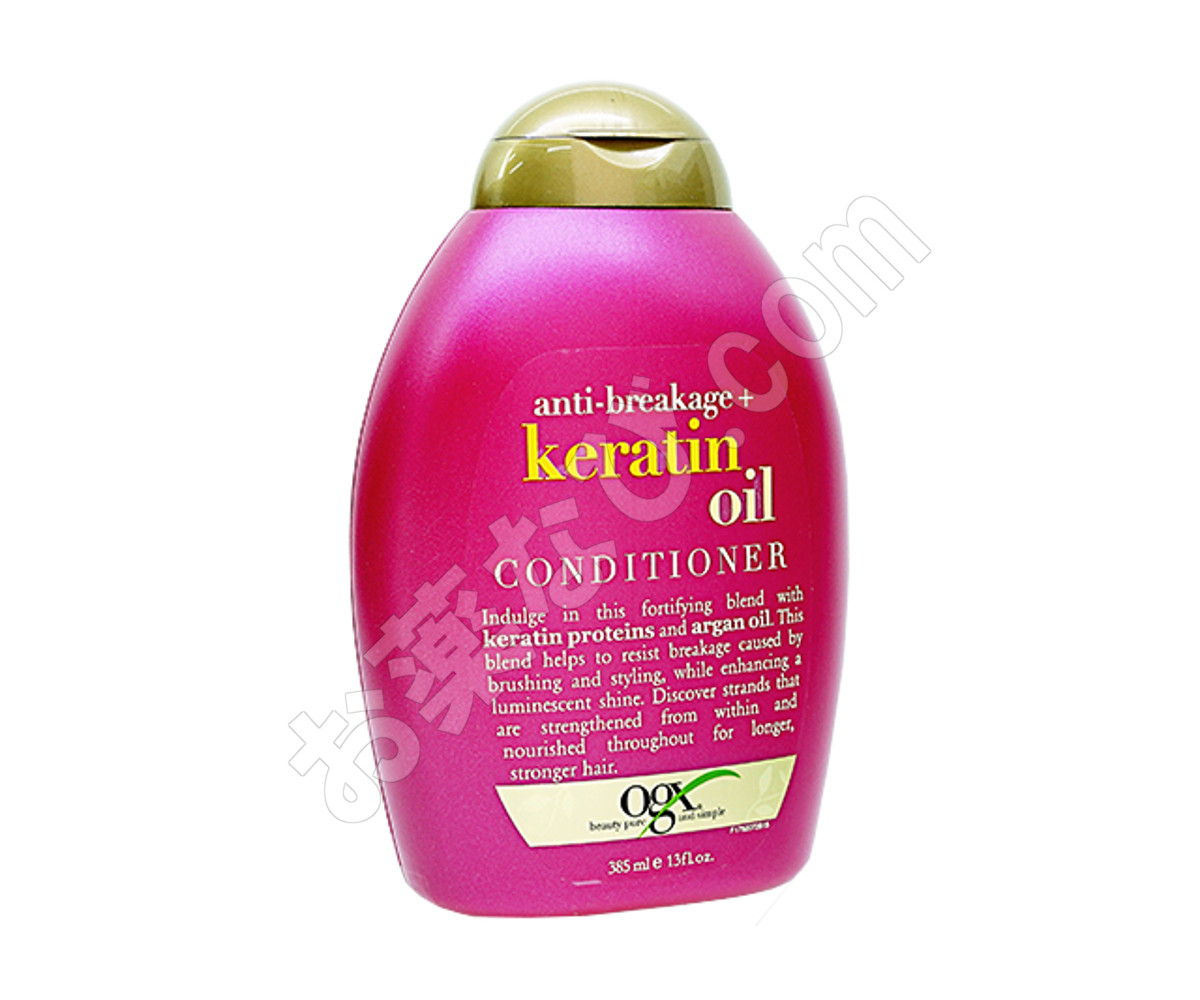 anti-breakage+
keratin
oil
CONDITIONER
Indulge in this fortifying blend with
keratin proteins and argan oil. This
blend helps to resist breakage caused by
brushing and styling, while enhancing a
luminescent shine. Discover strands that
are strengthened from within and
nourished throughout for longer,
stronger hair.
ogx®
beauty pure and simple
385 ml e 13fl.oz.
お薬なび.com